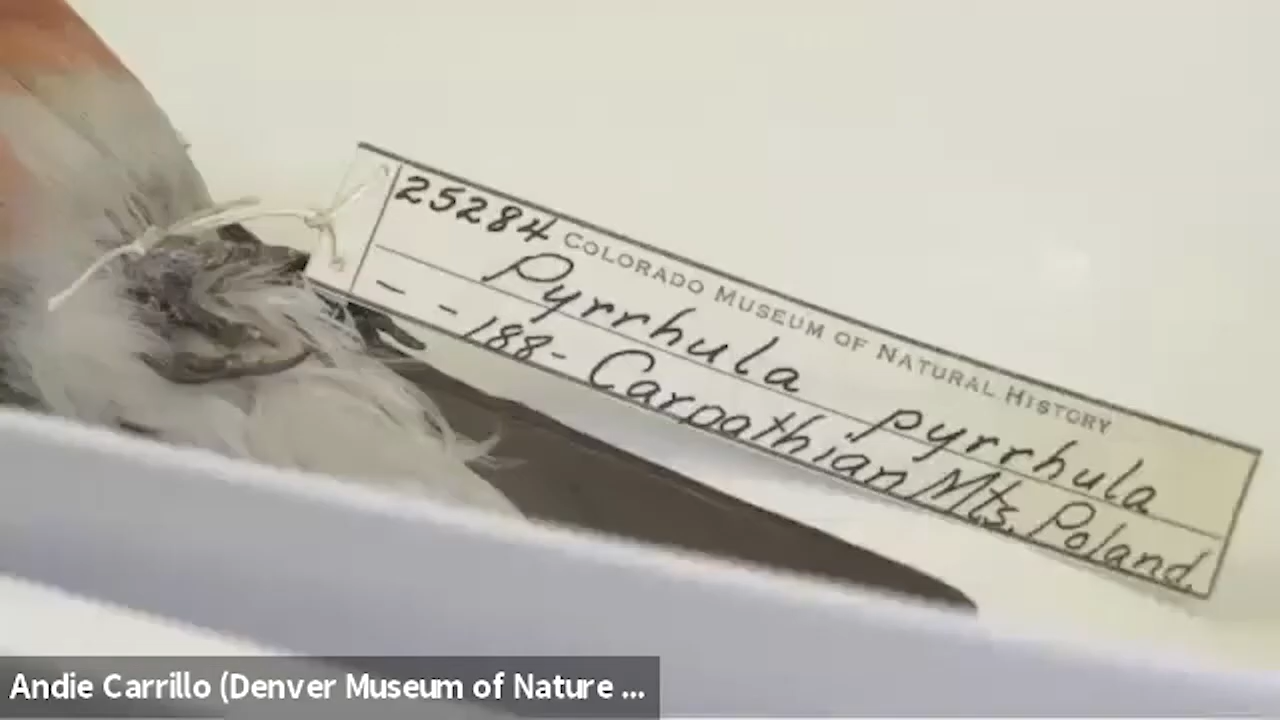 25284 COLORADO MUSEUM OF NATURAL HISTORY
Pyrrhula pyrrhula
- - 188- Carpathian Mts. Poland.
Andie Carrillo (Denver Museum of Nature ...